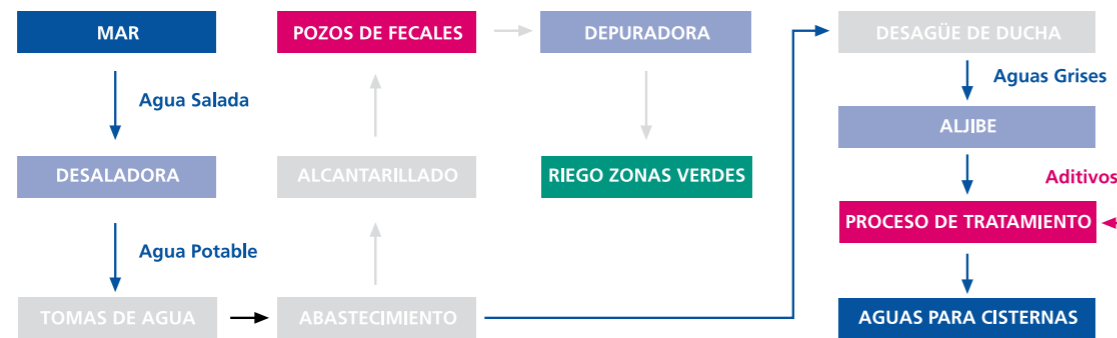 MAR
Agua Salada
DESALADORA
Agua Potable
TOMAS DE AGUA
ABASTECIMIENTO
ALCANTARILLADO
POZOS DE FECALES
DEPURADORA
RIEGO ZONAS VERDES
DESAGÜE DE DUCHA
Aguas Grises
ALJIBE
Aditivos
PROCESO DE TRATAMIENTO
AGUAS PARA CISTERNAS